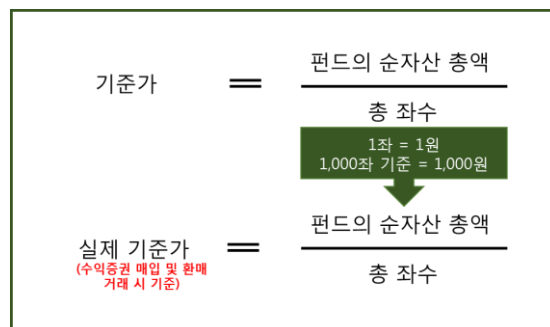 펀드의 순자산 총액
기준가 =
총 좌수
1좌 = 1원
1,000좌 기준 = 1,000원
펀드의 순자산 총액
실제 기준가 =
(수익증권 매입 및 환매
거래 시 기준)
총 좌수